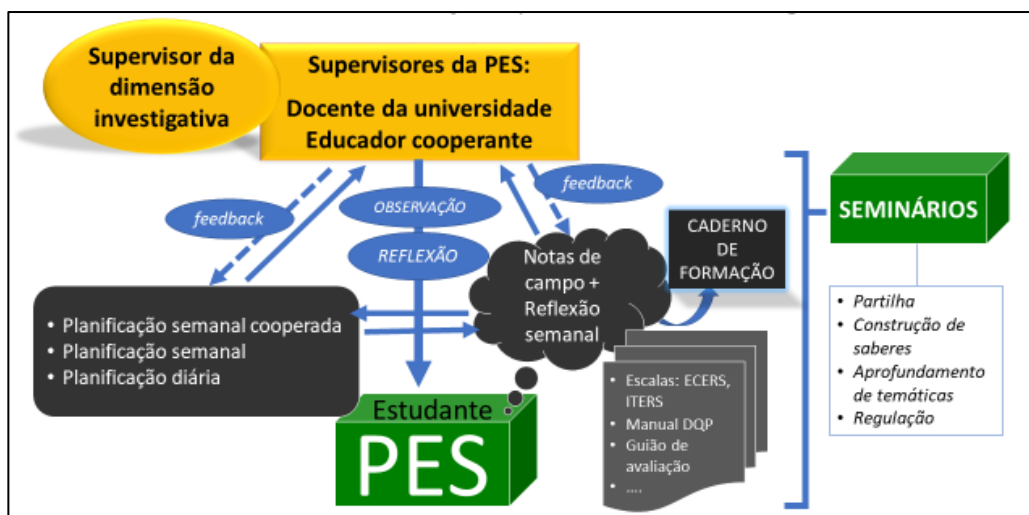 Supervisor da
dimensão
investigativa
Supervisores da PES:
Docente da universidade
Educador cooperante
feedback
OBSERVAÇÃO
REFLEXÃO
feedback
• Planificação semanal cooperada
• Planificação semanal
• Planificação diária
Notas de
campo +
Reflexão
semanal
CADERNO
DE
FORMAÇÃO
• Escalas: ECERS,
ITERS
• Manual DQP
• Guião de
avaliação
• ....
Estudante
PES
SEMINÁRIOS
• Partilha
• Construção de
saberes
• Aprofundamento
de temáticas
• Regulação